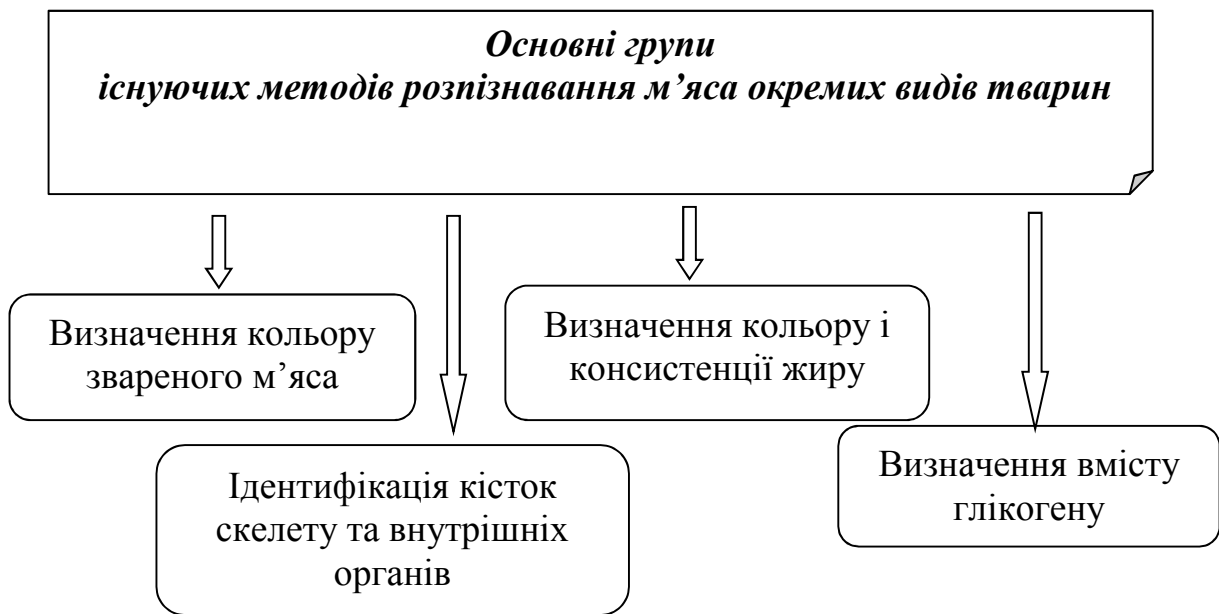 Основні групи
існуючих методів розпізнавання м’яса окремих видів тварин
Визначення кольору
звареного м’яса
Ідентифікація кісток
скелету та внутрішніх
органів
Визначення кольору і
консистенції жиру
Визначення вмісту
глікогену